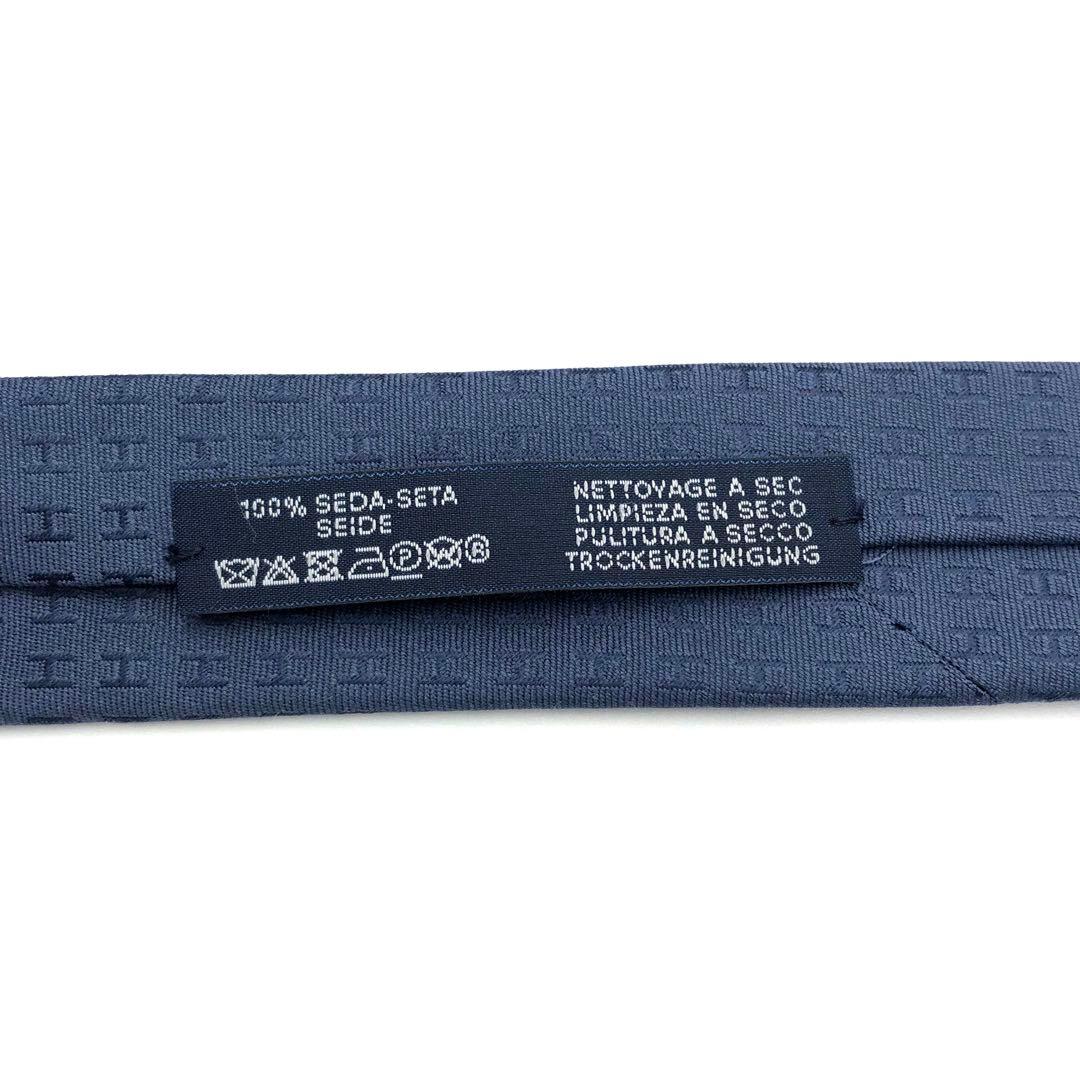 100% SEDA-SETA
SEIDE
P W ®
NETTOYAGE A SEC
LIMPIEZA EN SECO
PULITURA A SECCO
TROCKENREINIGUNG